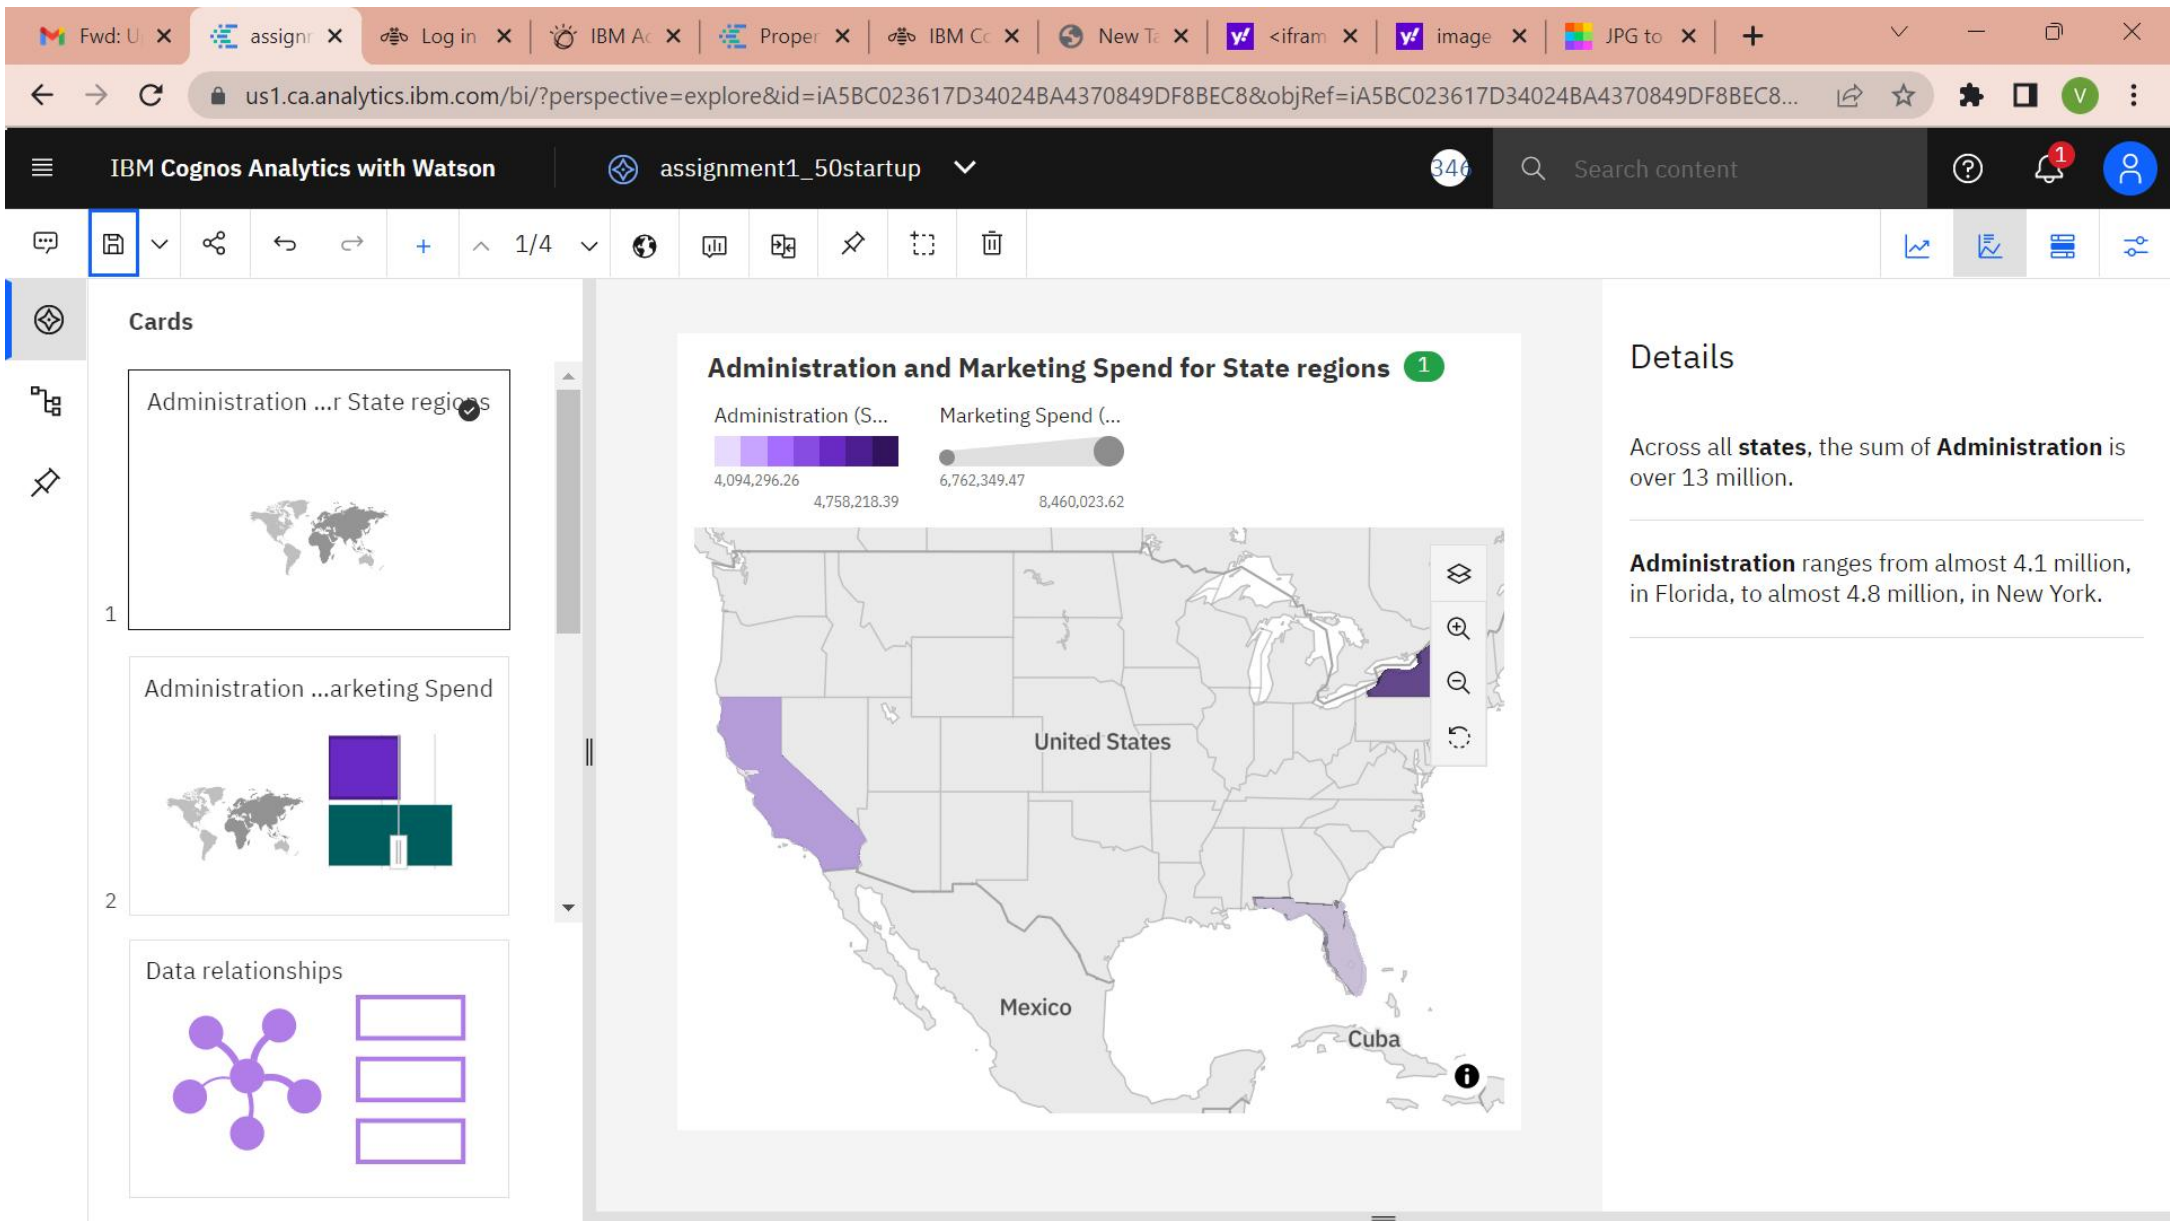 Fwd: U
assignr
Log in
IBM Ac
Proper
IBM Cc
New Ta
<ifram
image
JPG to
us1.ca.analytics.ibm.com/bi/?perspective=explore&id=iA5BC023617D34024BA4370849DF8BEC8&objRef=iA5BC023617D34024BA4370849DF8BEC8...
V
IBM Cognos Analytics with Watson
assignment1_50startup
346
Search content
1
1/4
Cards
Administration ...r State regions
1
Administration ...arketing Spend
2
Data relationships
Administration and Marketing Spend for State regions 1
Administration (S...
Marketing Spend (...
4,094,296.26
4,758,218.39
6,762,349.47
8,460,023.62
United States
Mexico
Cuba
Details
Across all states, the sum of Administration is
over 13 million.
Administration ranges from almost 4.1 million,
in Florida, to almost 4.8 million, in New York.